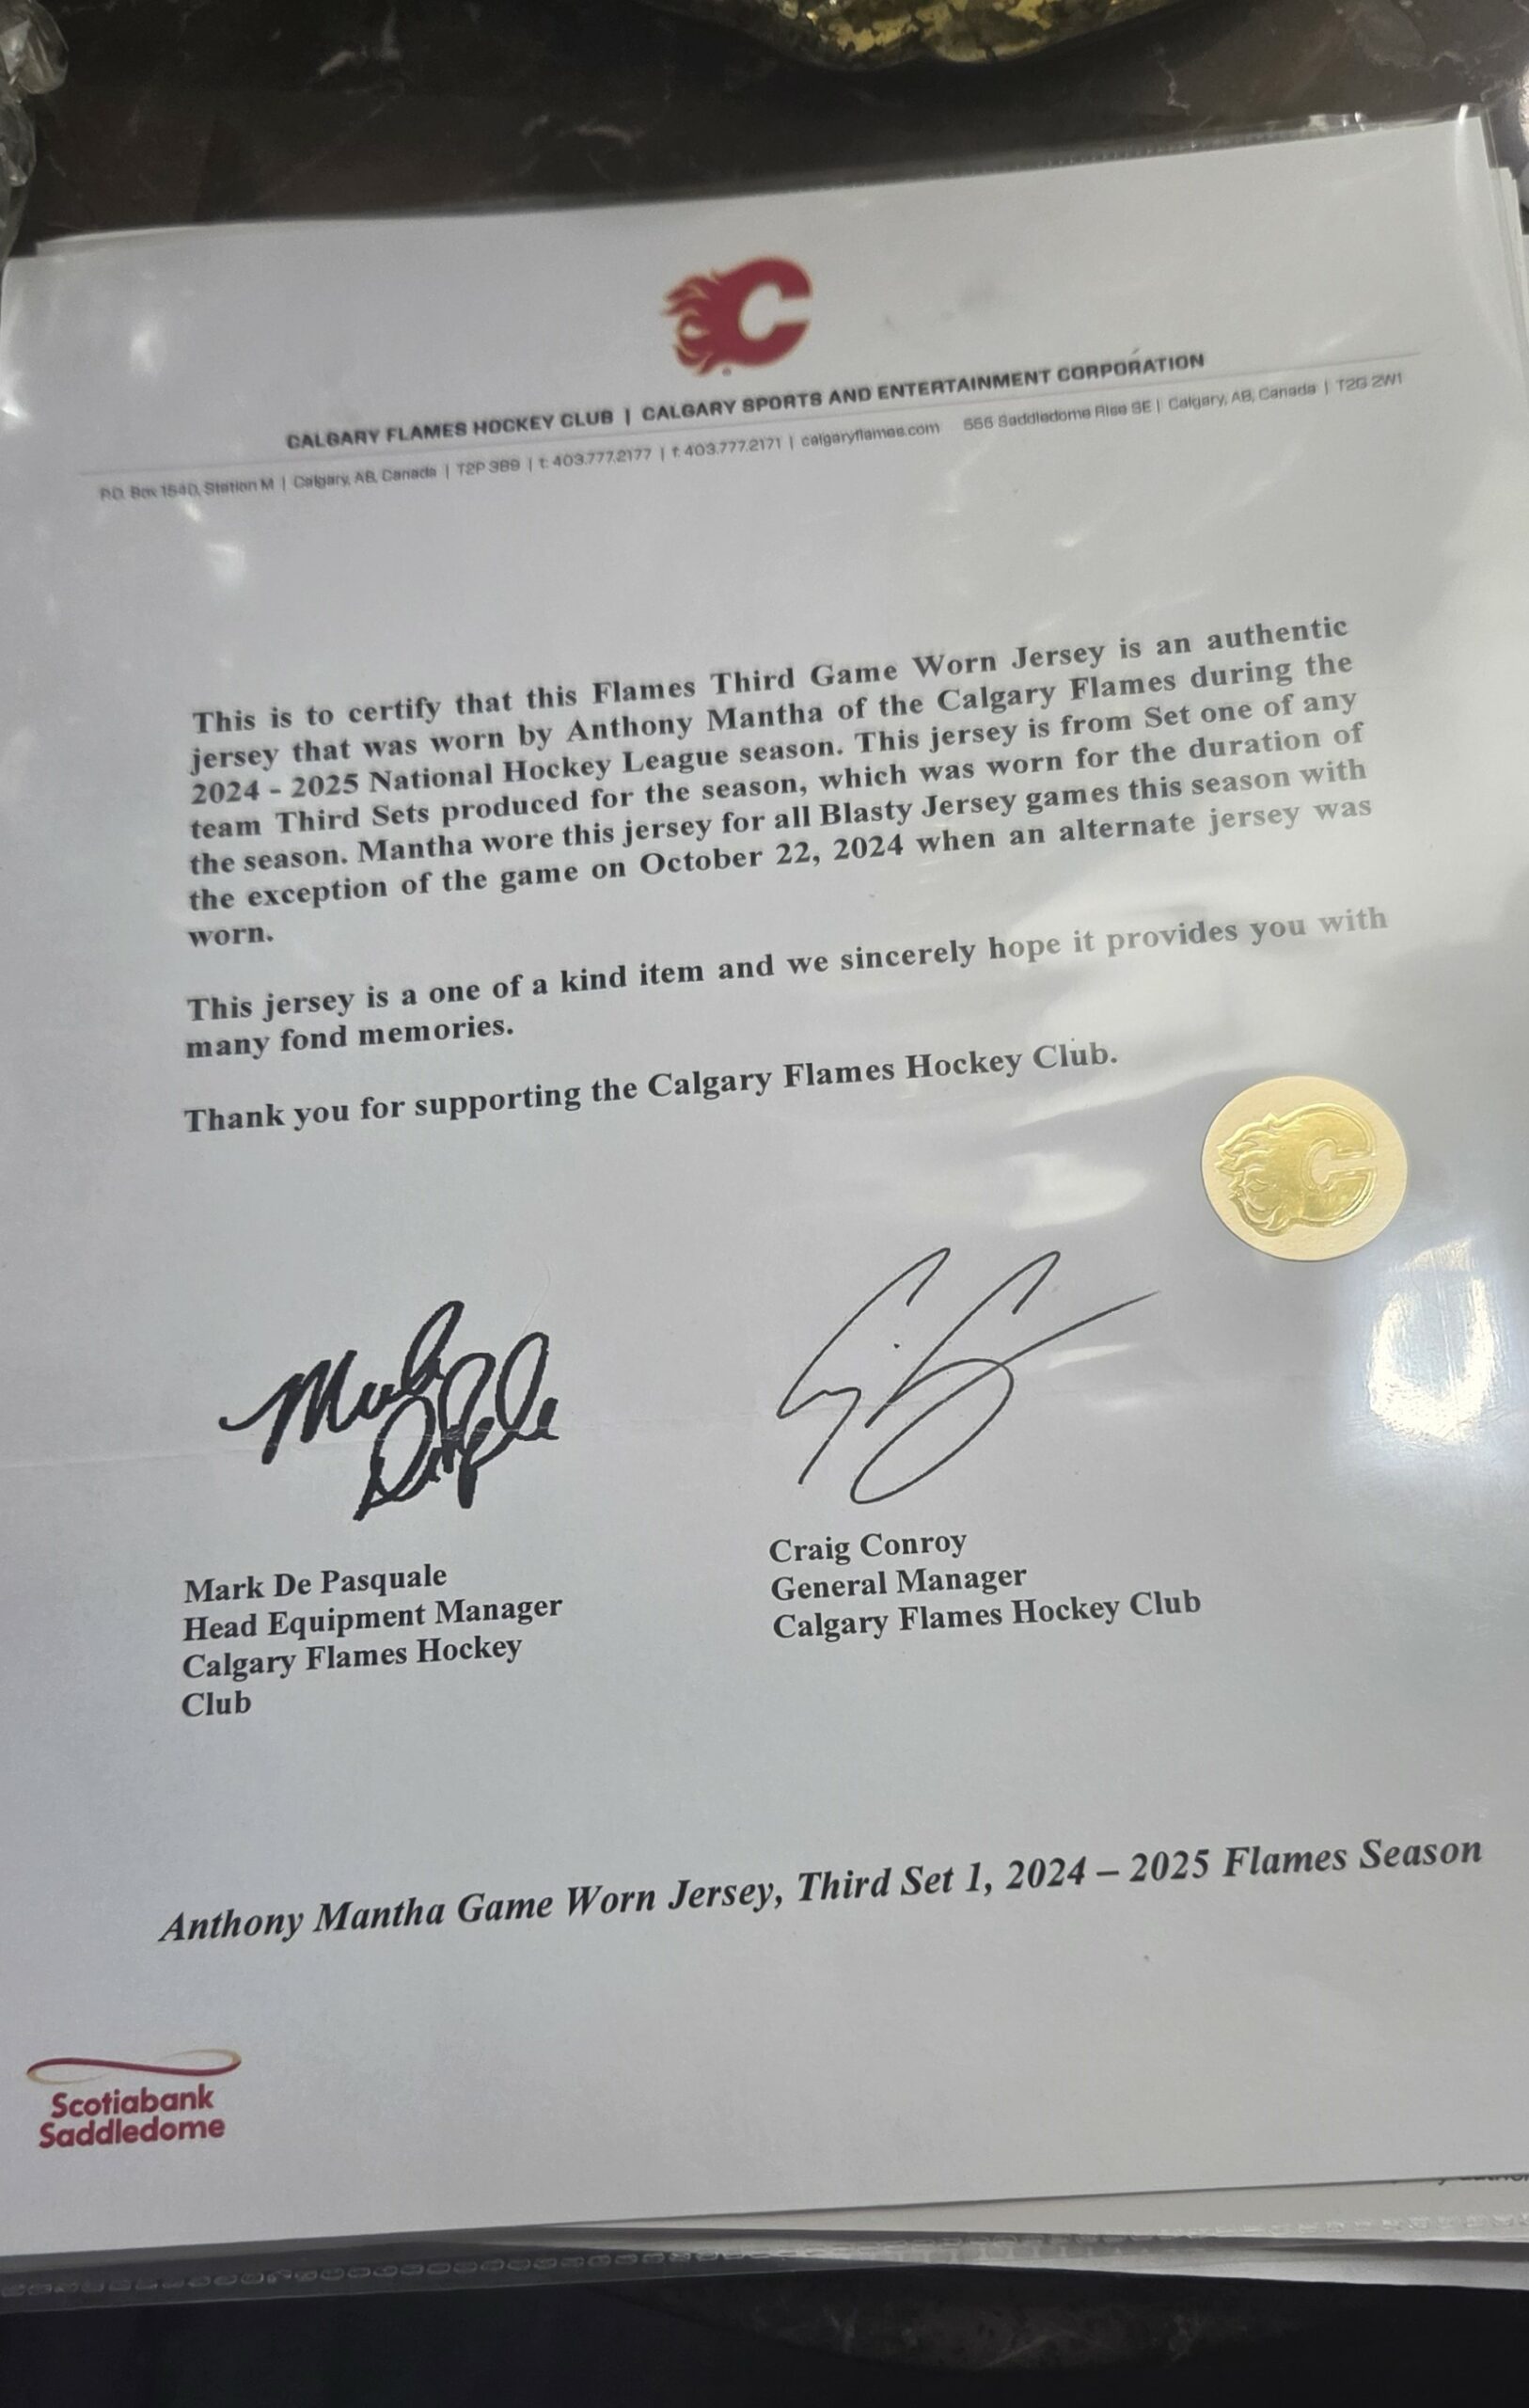 CALGARY FLAMES HOCKEY CLUB | CALGARY SPORTS AND ENTERTAINMENT CORPORATION
P.O. Box 1540, Station M | Calgary, AB, Canada | T2P 3B9 | t: 403.777.2177 | f: 403.777.2171 | calgaryflames.com 555 Saddledome Rise SE | Calgary, AB, Canada | T2G 2W1
This is to certify that this Flames Third Game Worn Jersey is an authentic
jersey that was worn by Anthony Mantha of the Calgary Flames during the
2024 - 2025 National Hockey League season. This jersey is from Set one of any
team Third Sets produced for the season, which was worn for the duration of
the season. Mantha wore this jersey for all Blasty Jersey games this season with
the exception of the game on October 22, 2024 when an alternate jersey was
worn.
This jersey is a one of a kind item and we sincerely hope it provides you with
many fond memories.
Thank you for supporting the Calgary Flames Hockey Club.
Mark De Pasquale
Head Equipment Manager
Calgary Flames Hockey
Club
Craig Conroy
General Manager
Calgary Flames Hockey Club
Anthony Mantha Game Worn Jersey, Third Set 1, 2024 – 2025 Flames Season
Scotiabank
Saddledome